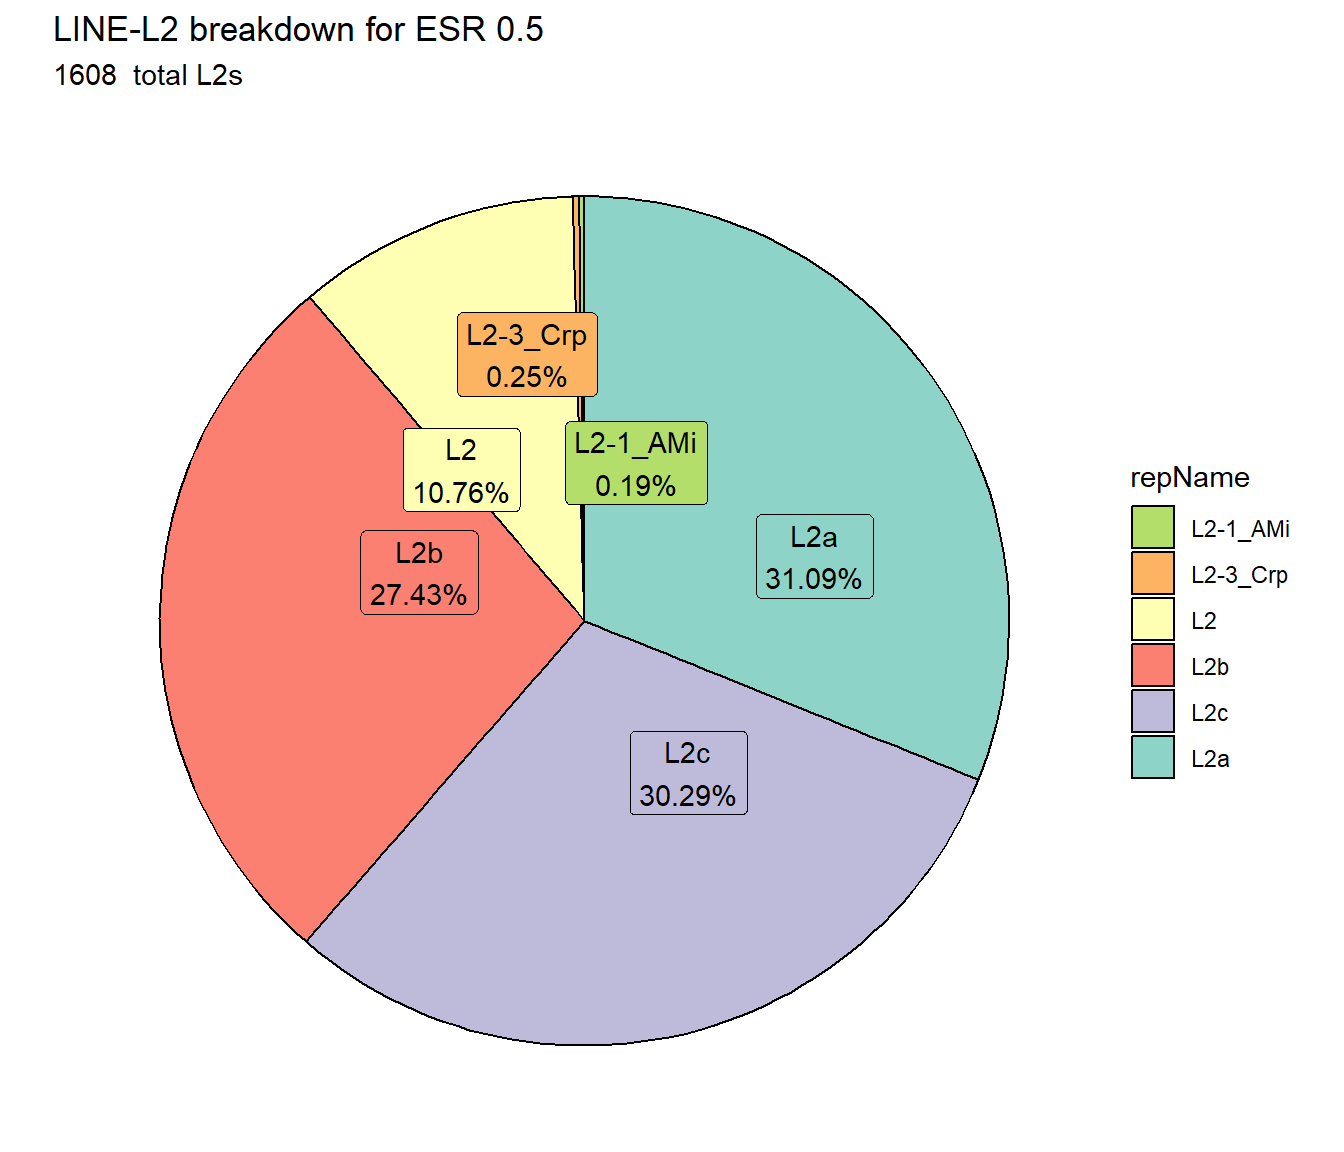 LINE-L2 breakdown for ESR 0.5
1608  total L2s
L2-3_Crp
0.25%
L2-1_AMi
0.19%
L2
10.76%
L2a
31.09%
L2b
27.43%
L2c
30.29%
repName
L2-1_AMi
L2-3_Crp
L2
L2b
L2c
L2a